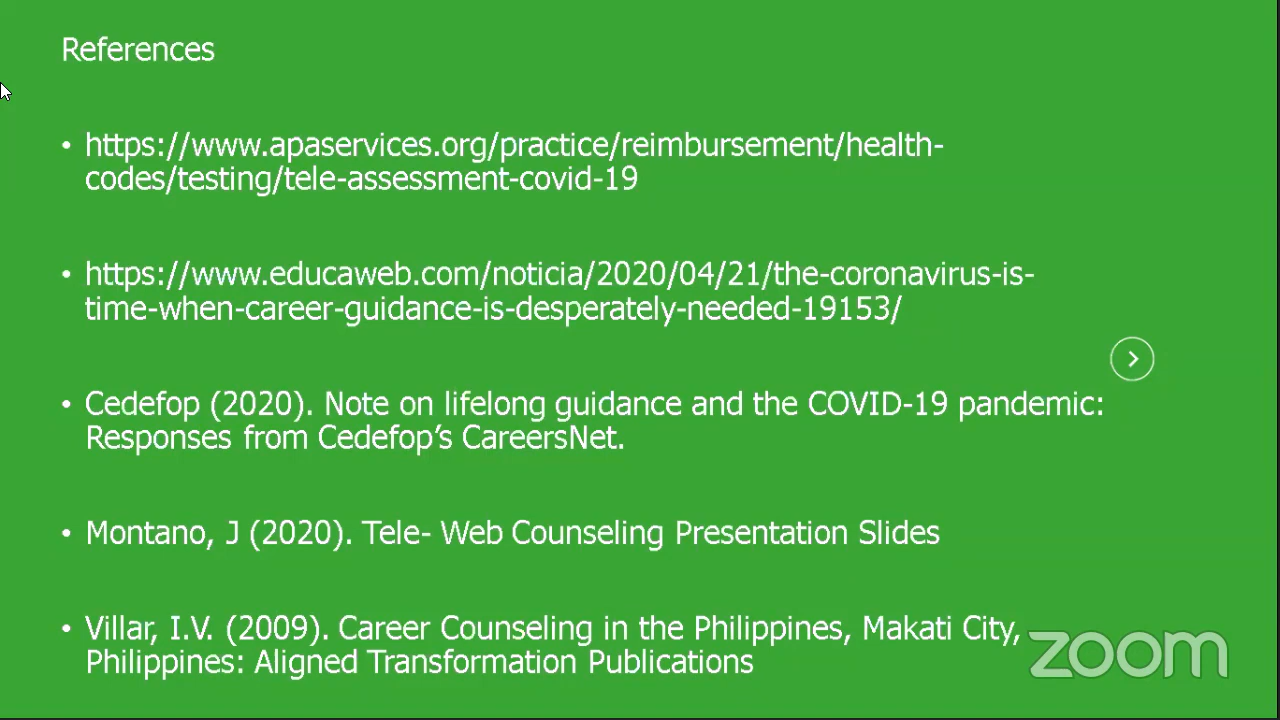 References
• https://www.apaservices.org/practice/reimbursement/health-
codes/testing/tele-assessment-covid-19
• https://www.educaweb.com/noticia/2020/04/21/the-coronavirus-is-
time-when-career-guidance-is-desperately-needed-19153/
• Cedefop (2020). Note on lifelong guidance and the COVID-19 pandemic:
Responses from Cedefop’s CareersNet.
• Montano, J (2020). Tele- Web Counseling Presentation Slides
• Villar, I.V. (2009). Career Counseling in the Philippines, Makati City,
Philippines: Aligned Transformation Publications
zoom